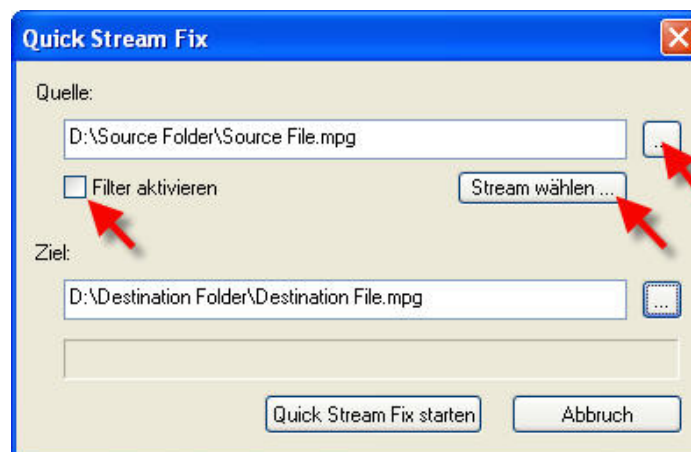 Quick Stream Fix
Quelle:
D:\Source Folder\Source File.mpg
...
Filter aktivieren
Stream wählen ...
Ziel:
D:\Destination Folder\Destination File.mpg
...
Quick Stream Fix starten
Abbruch